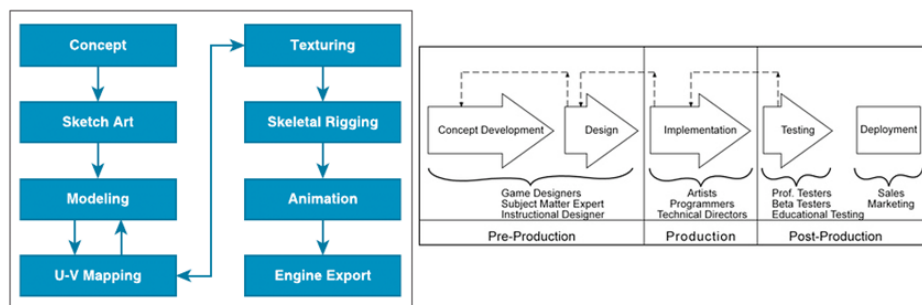 Concept
Sketch Art
Modeling
U-V Mapping
Texturing
Skeletal Rigging
Animation
Engine Export
Concept Development
Design
Implementation
Testing
Deployment
Game Designers
Subject Matter Expert
Instructional Designer
Artists
Programmers
Technical Directors
Prof. Testers
Beta Testers
Educational Testing
Sales
Marketing
Pre-Production
Production
Post-Production